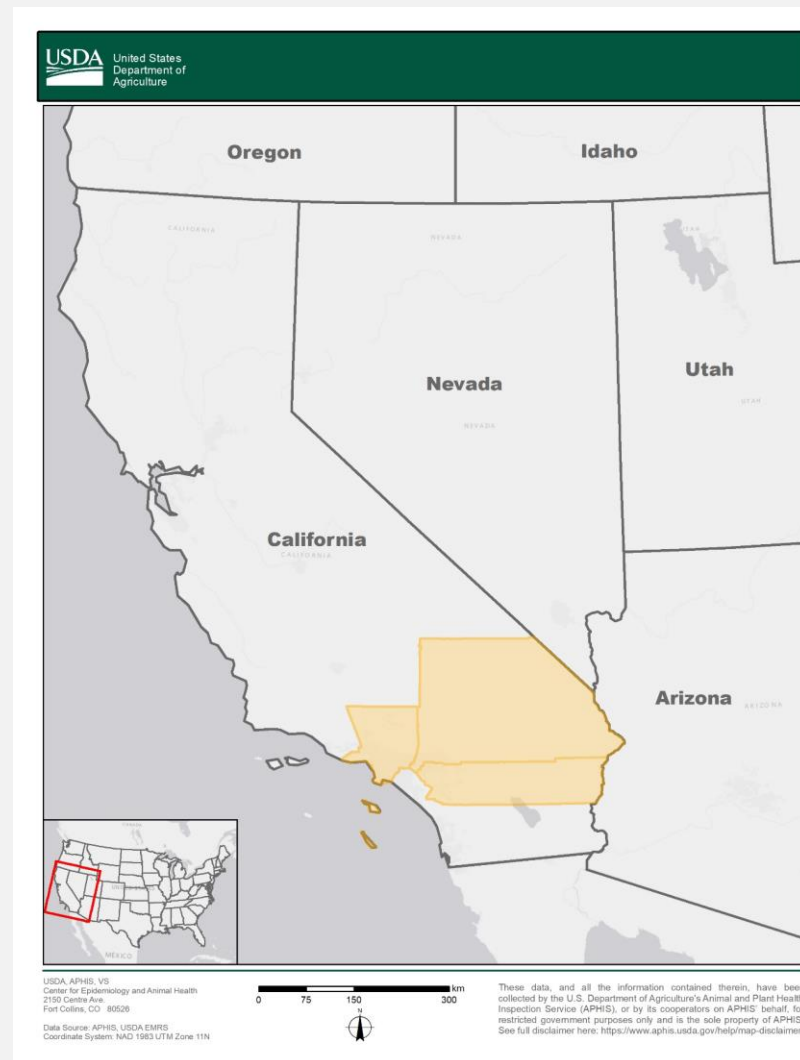 USDA
United States
Department of
Agriculture
Oregon
Idaho
CALIFORNIA
NEVADA
UTAH
Nevada
Utah
UTAH
NEVADA
California
CALIFORNIA
Arizona
ARIZONA
MEXICO
USDA, APHIS, VS
Center for Epidemiology and Animal Health
2150 Centre Ave.
Fort Collins, CO 80526
Data Source: APHIS, USDA EMRS
Coordinate System: NAD 1983 UTM Zone 11N
km
0 75 150 300
N
These data, and all the information contained therein, have been
collected by the U.S. Department of Agriculture's Animal and Plant Health
Inspection Service (APHIS), or by its cooperators on APHIS' behalf, fo
restricted government purposes only and is the sole property of APHIS
See full disclaimer here: https://www.aphis.usda.gov/help/map-disclaimer